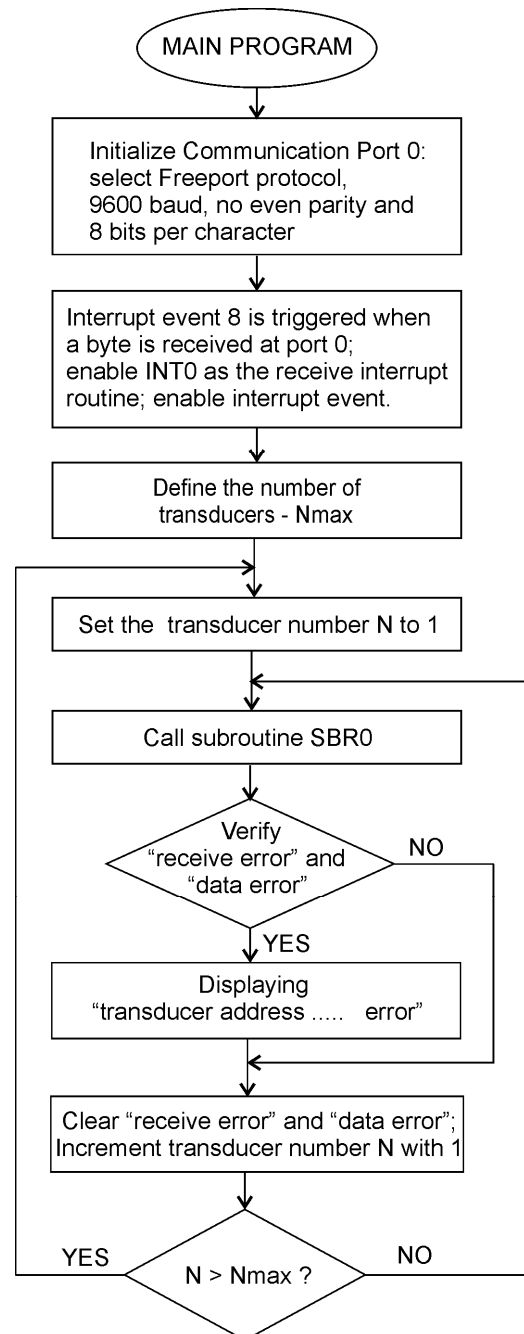 MAIN PROGRAM
Initialize Communication Port 0:
select Freeport protocol,
9600 baud, no even parity and
8 bits per character
Interrupt event 8 is triggered when
a byte is received at port 0;
enable INT0 as the receive interrupt
routine; enable interrupt event.
Define the number of
transducers - Nmax
Set the transducer number N to 1
Call subroutine SBR0
Verify
“receive error” and
“data error”
NO
YES
Displaying
“transducer address ..... error”
Clear “receive error” and “data error”;
Increment transducer number N with 1
YES
N > Nmax ?
NO